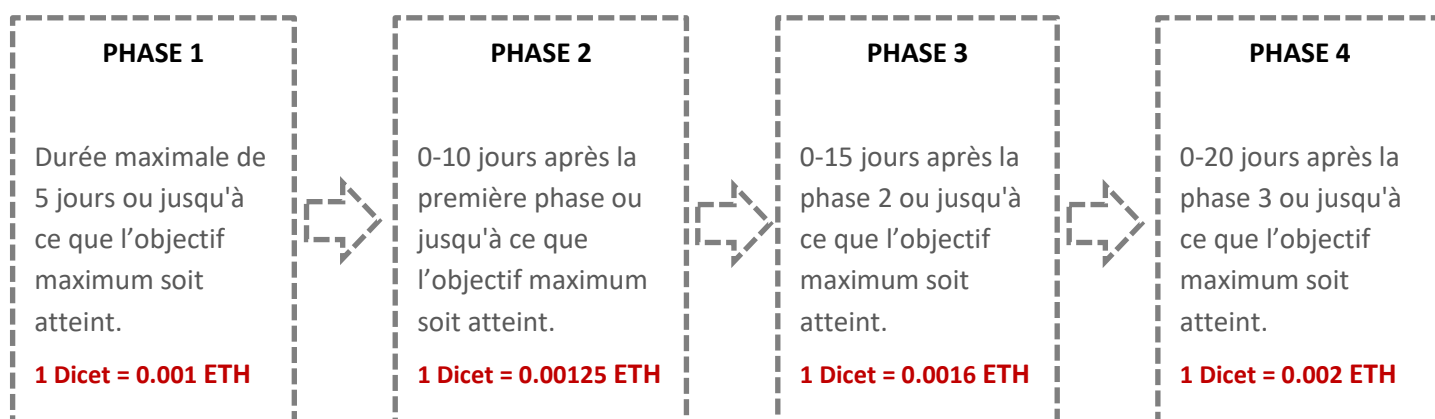 PHASE 1
Durée maximale de
5 jours ou jusqu'à
ce que l’objectif
maximum soit
atteint.
1 Dicet = 0.001 ETH
PHASE 2
0-10 jours après la
première phase ou
jusqu'à ce que
l’objectif maximum
soit atteint.
1 Dicet = 0.00125 ETH
PHASE 3
0-15 jours après la
phase 2 ou jusqu'à
ce que l’objectif
maximum soit
atteint.
1 Dicet = 0.0016 ETH
PHASE 4
0-20 jours après la
phase 3 ou jusqu'à
ce que l’objectif
maximum soit
atteint.
1 Dicet = 0.002 ETH